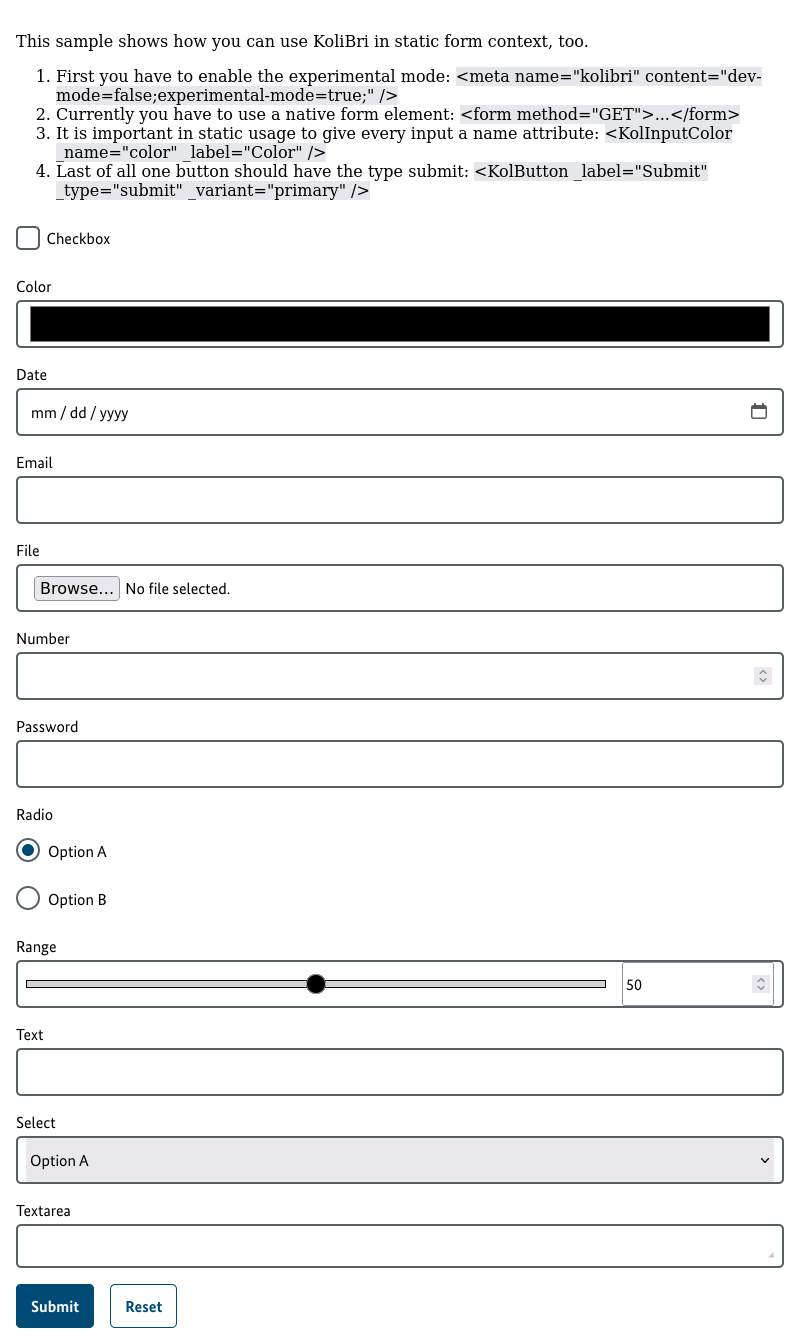 This sample shows how you can use KoliBri in static form context, too.
1. First you have to enable the experimental mode: <meta name="kolibri" content="dev-
mode=false;experimental-mode=true;" />
2. Currently you have to use a native form element: <form method="GET">...</form>
3. It is important in static usage to give every input a name attribute: <KolInputColor
_name="color" _label="Color" />
4. Last of all one button should have the type submit: <KolButton _label="Submit"
_type="submit" _variant="primary" />
Checkbox
Color
Date
mm / dd / yyyy
Email
File
Browse... No file selected.
Number
Password
Radio
Option A
Option B
Range
50
Text
Select
Option A
Textarea
Submit Reset